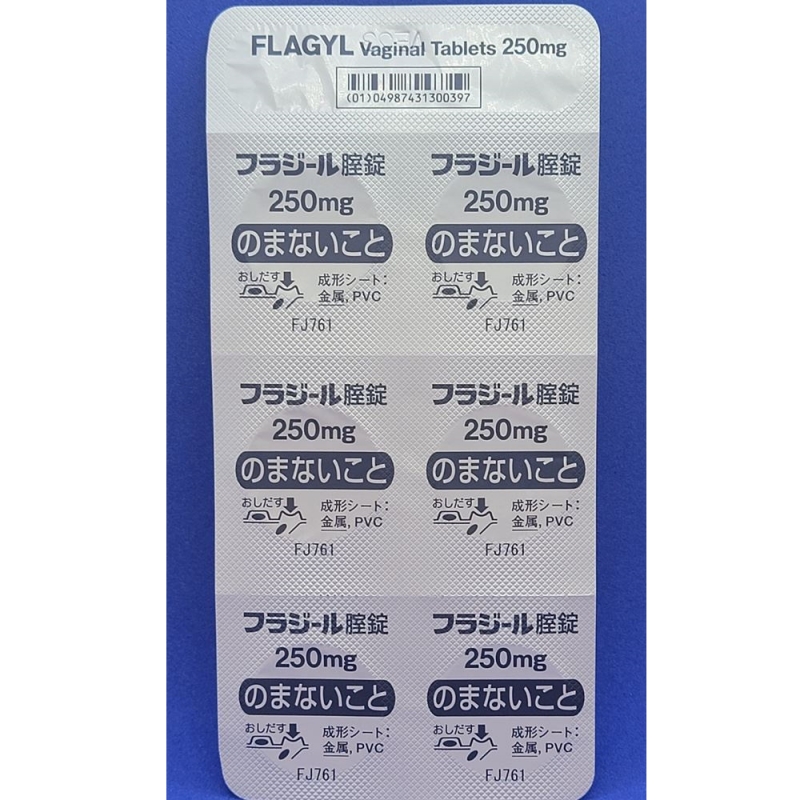 FLAGYL Vaginal Tablets 250mg
(01)04987431300397
フラジール腟錠 フラジール腟錠
250mg 250mg
のまないこと のまないこと
おしだす 成形シート: おしだす 成形シート:
金属, PVC 金属, PVC
FJ761 FJ761
フラジール腟錠 フラジール腟錠
250mg 250mg
のまないこと のまないこと
おしだす 成形シート: おしだす 成形シート:
金属, PVC 金属, PVC
FJ761 FJ761
フラジール腟錠 フラジール腟錠
250mg 250mg
のまないこと のまないこと
おしだす 成形シート: おしだす 成形シート:
金属, PVC 金属, PVC
FJ761 FJ761